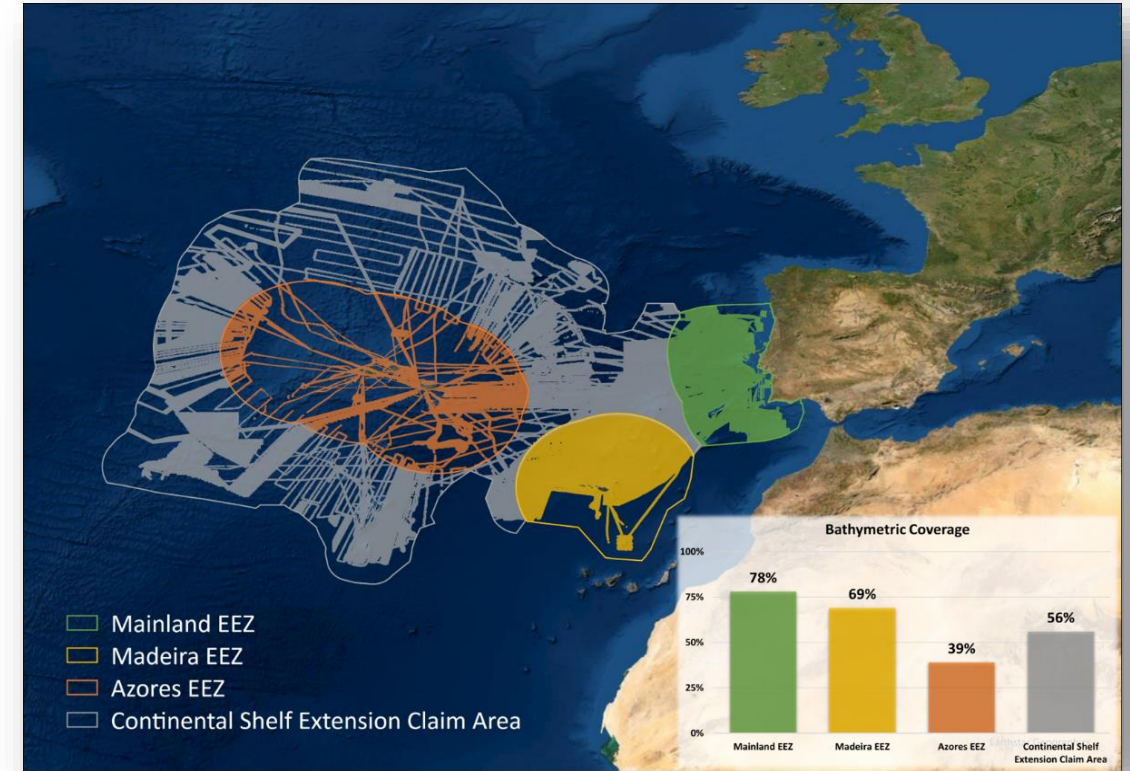 Mainland EEZ
Madeira EEZ
Azores EEZ
Continental Shelf Extension Claim Area
Bathymetric Coverage
100%
75%
50%
25%
0%
78%
69%
39%
56%
Mainland EEZ
Madeira EEZ
Azores EEZ
Continental Shelf
Extension Claim Area